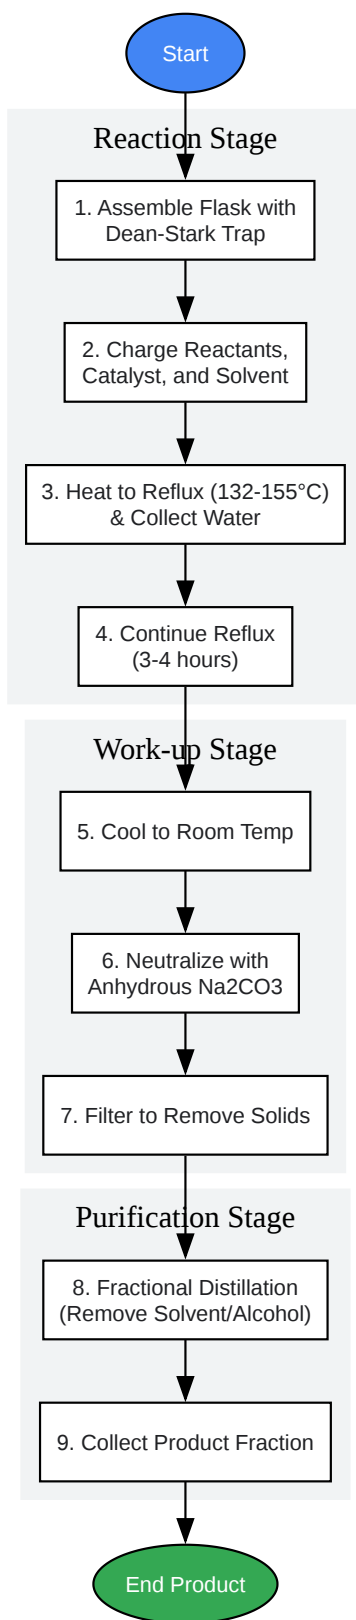 Start
Reaction Stage
1. Assemble Flask with
Dean-Stark Trap
2. Charge Reactants,
Catalyst, and Solvent
3. Heat to Reflux (132-155°C)
& Collect Water
4. Continue Reflux
(3-4 hours)
Work-up Stage
5. Cool to Room Temp
6. Neutralize with
Anhydrous Na2CO3
7. Filter to Remove Solids
Purification Stage
8. Fractional Distillation
(Remove Solvent/Alcohol)
9. Collect Product Fraction
End Product